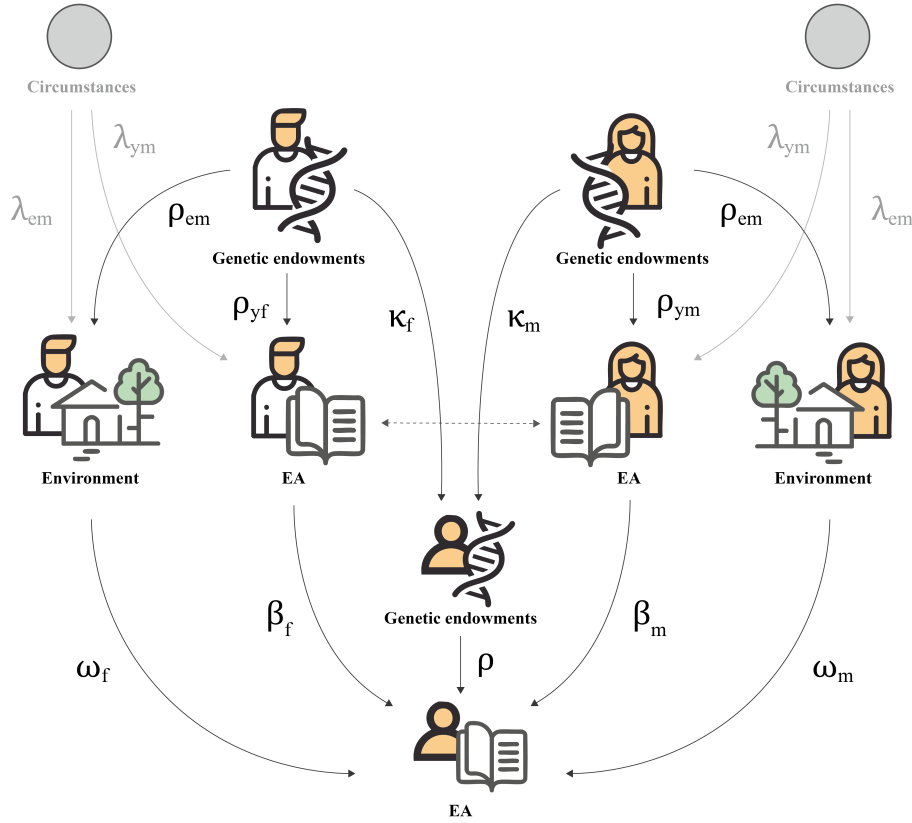 Circumstances
Circumstances
λym
λym
λem
λem
ρem
ρem
Genetic endowments
Genetic endowments
ρyf
ρym
κf
κm
Environment
EA
EA
Environment
βf
βm
Genetic endowments
ωf
ρ
ωm
EA